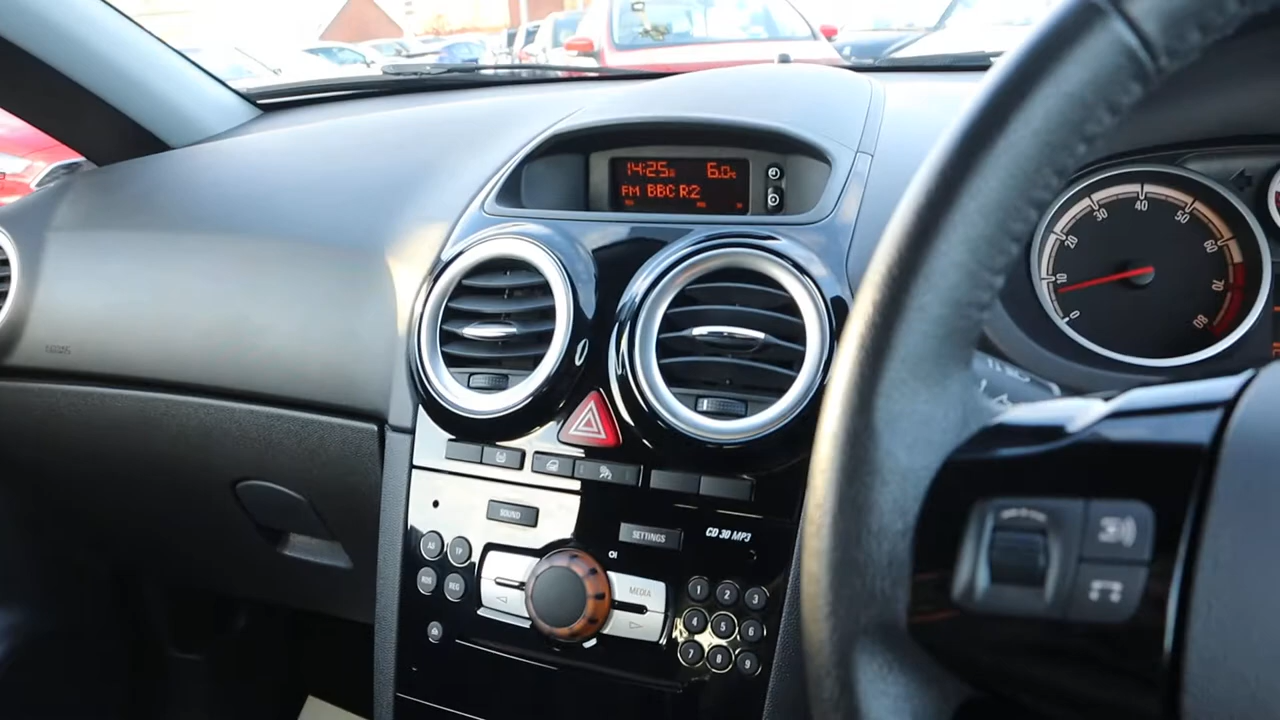 14:25 6.0°c
FM BBC R2
0 10 20 30 40 50 60 70 80
SOUND
SETTINGS
CD 30 MP3
AS TP
RDS REG
MEDIA
1 2 3
4 5 6
7 8 9